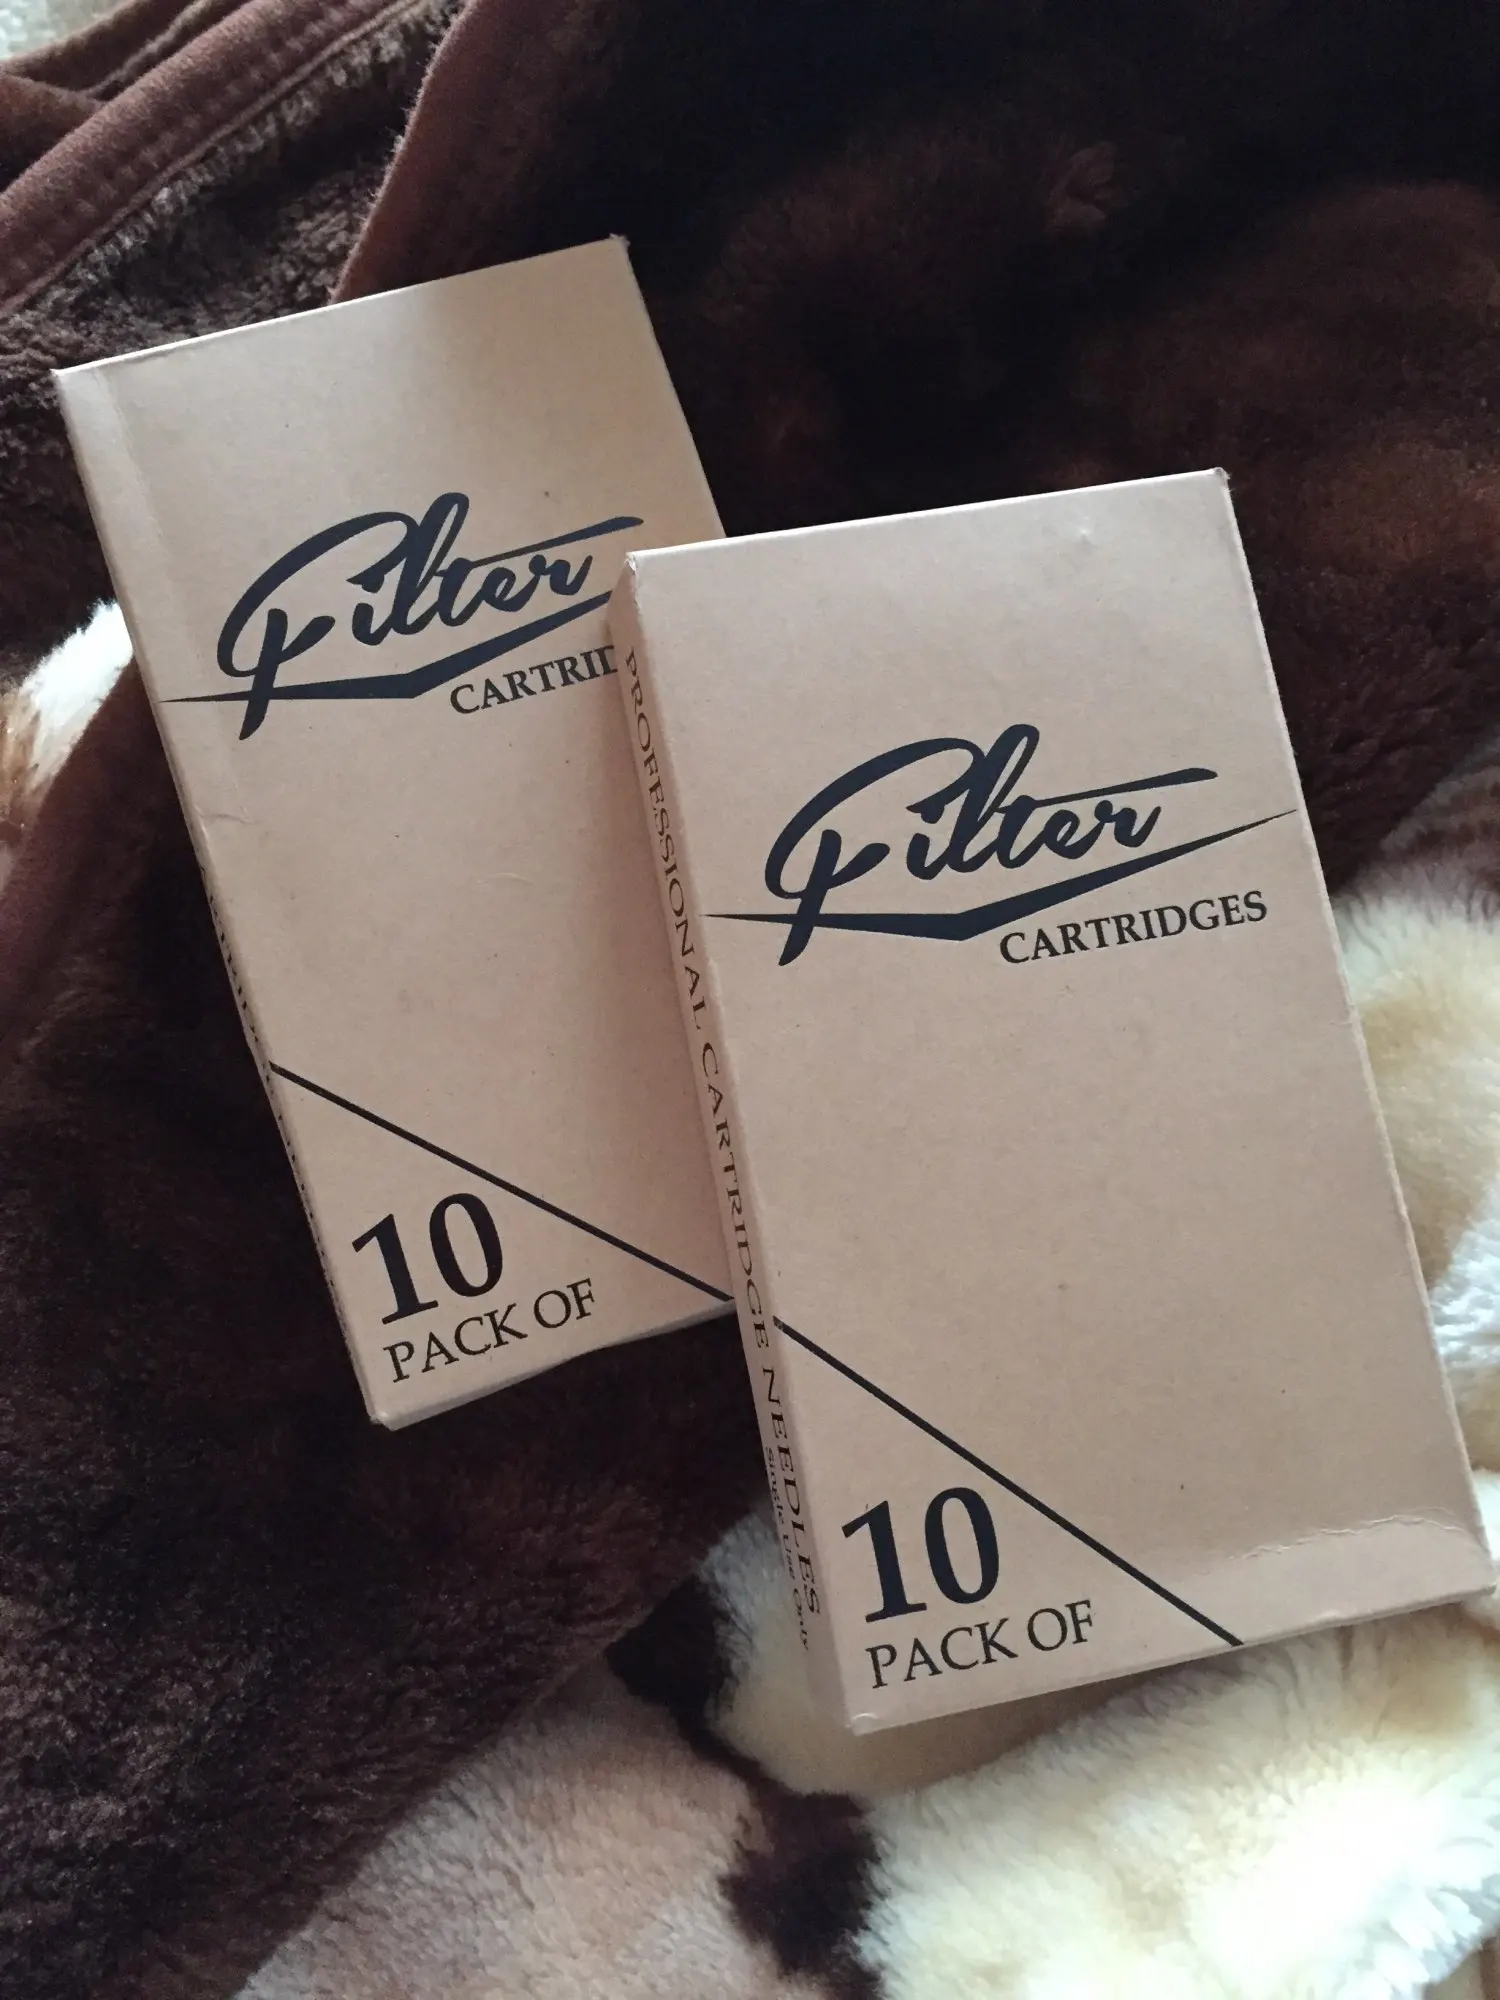 Filter
CARTRID
10
PACK OF
Filter
CARTRIDGES
PROFESSIONAL CARTRIDGE NEEDLES
Single Use Only
10
PACK OF